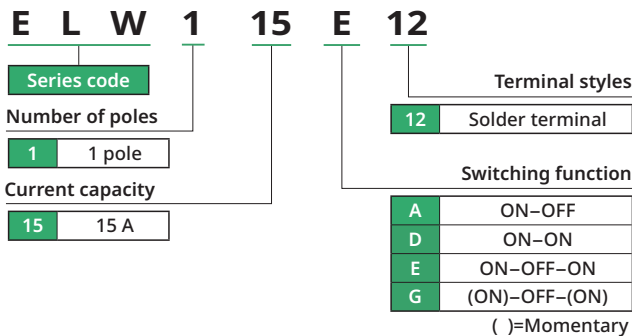 E L W 1 15 E 12
Series code
Number of poles
1 1 pole
Current capacity
15 15 A
Terminal styles
12 Solder terminal
Switching function
A ON–OFF
D ON–ON
E ON–OFF–ON
G (ON)–OFF–(ON)
( )=Momentary